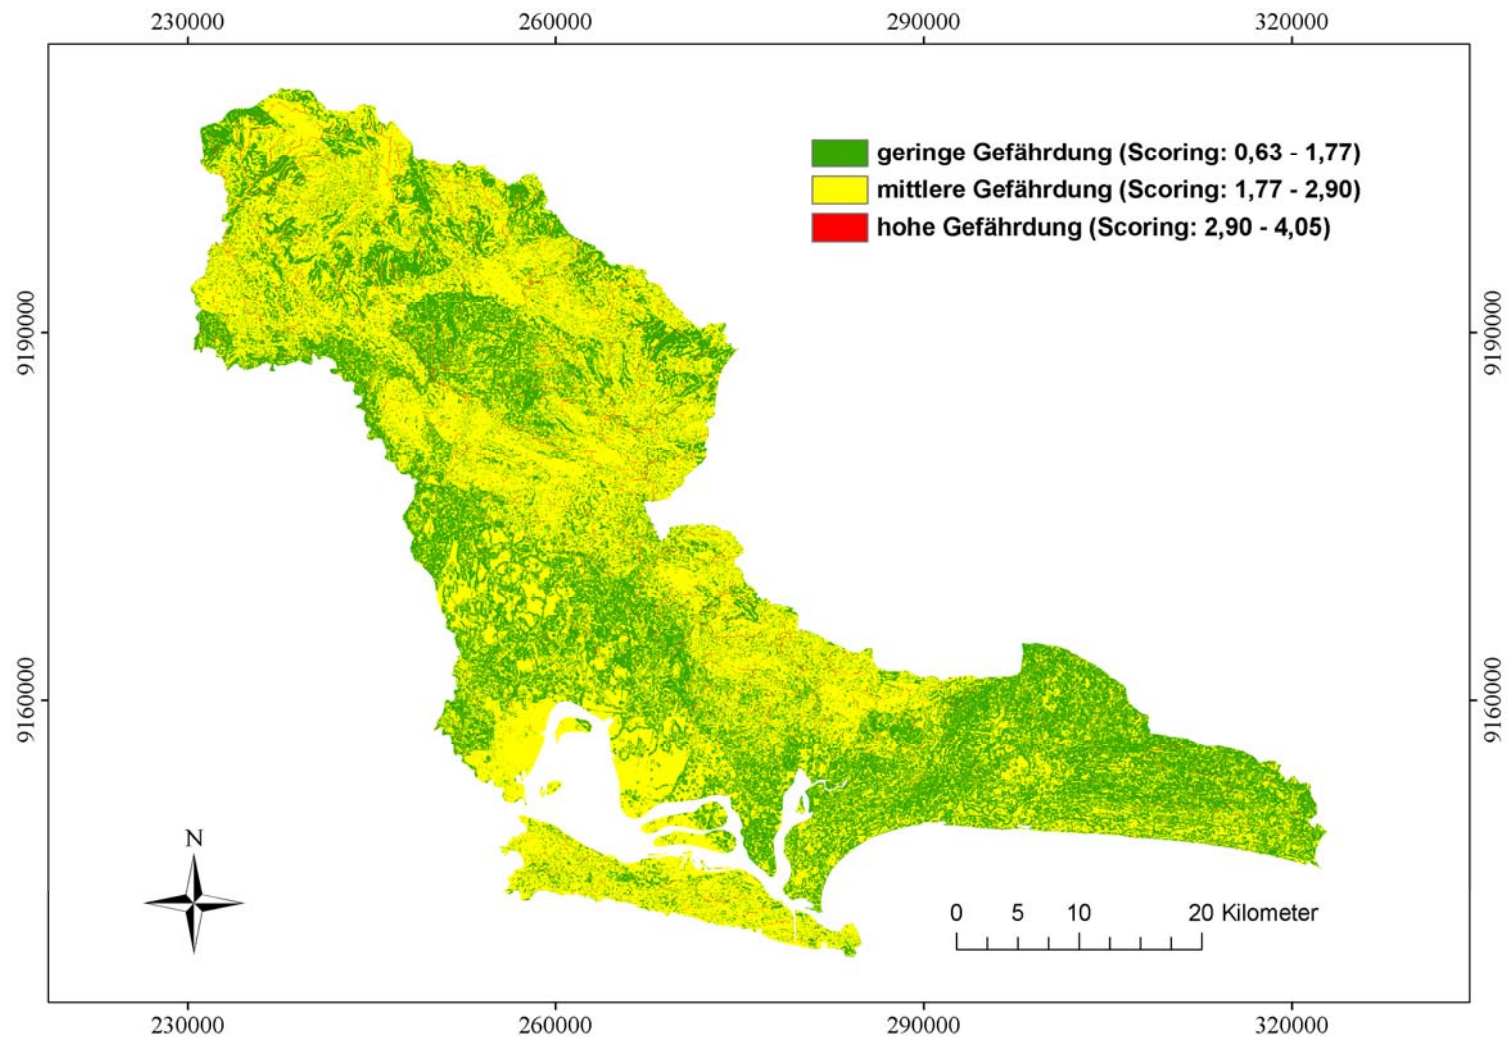 230000 260000 290000 320000
geringe Gefährdung (Scoring: 0,63 - 1,77)
mittlere Gefährdung (Scoring: 1,77 - 2,90)
hohe Gefährdung (Scoring: 2,90 - 4,05)
9190000 9190000
9160000 9160000
N
0 5 10 20 Kilometer
230000 260000 290000 320000